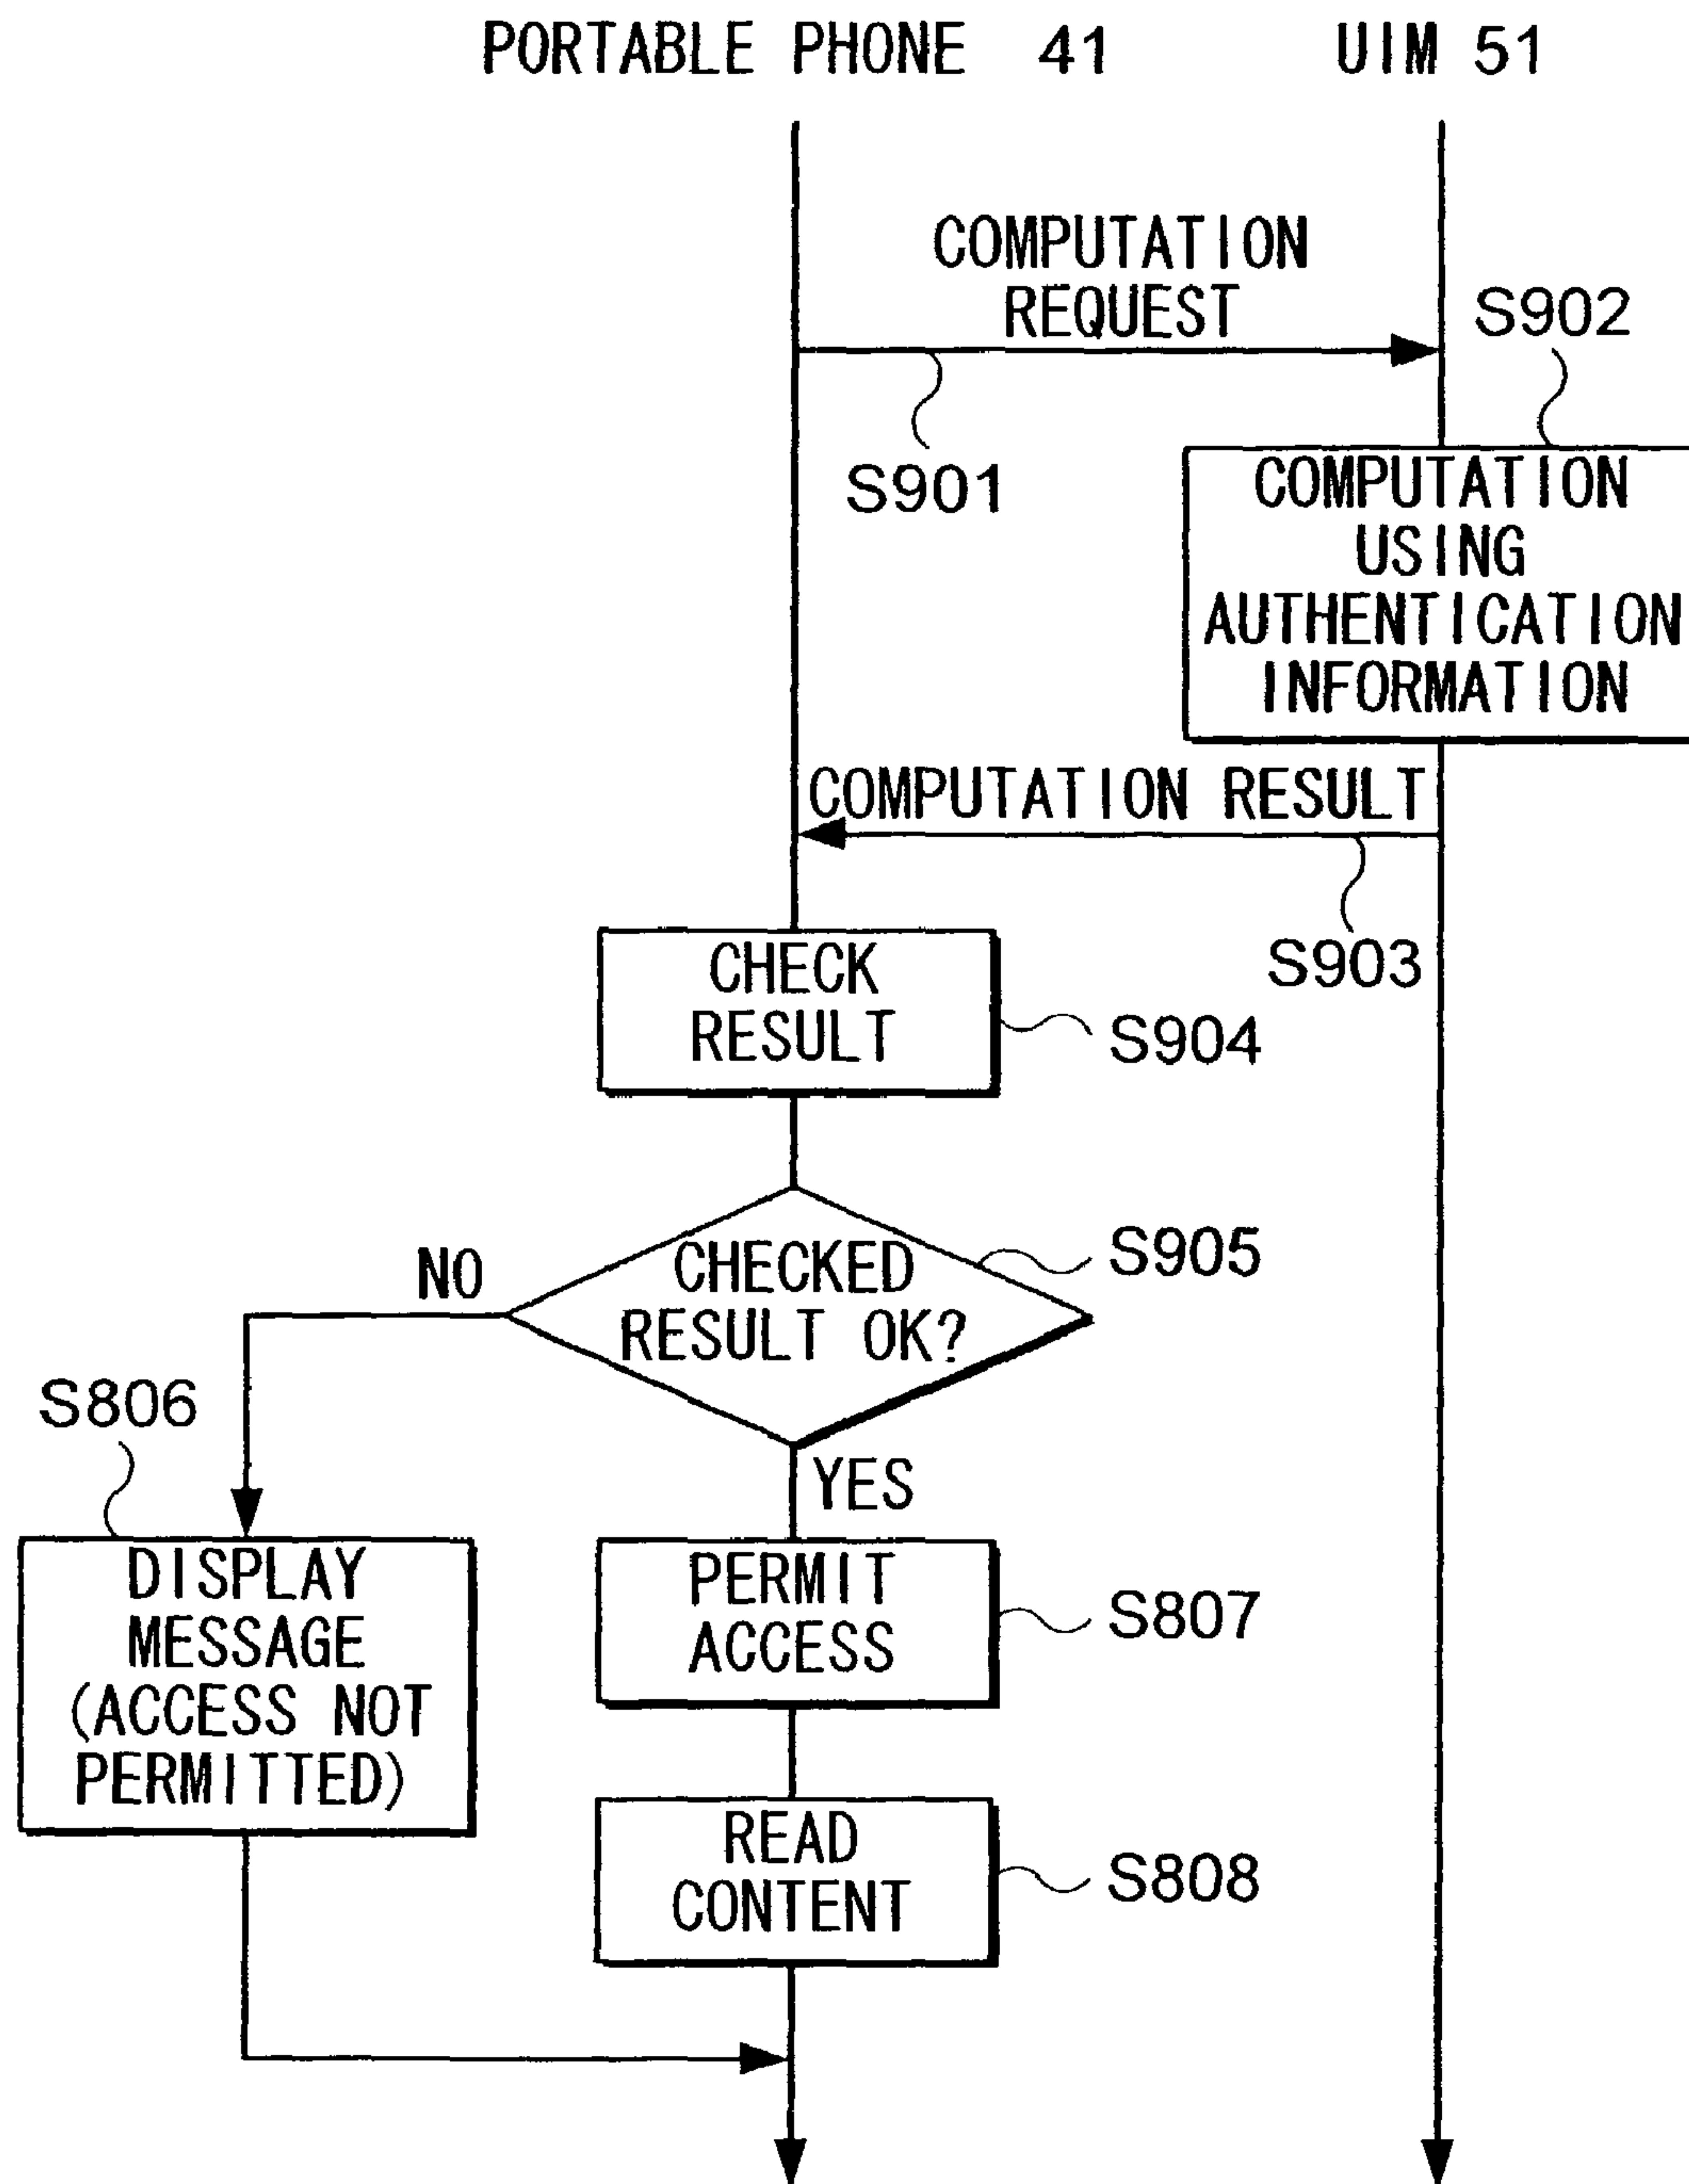 PORTABLE PHONE 41 UIM 51
COMPUTATION
REQUEST
S902
S901
COMPUTATION
USING
AUTHENTICATION
INFORMATION
COMPUTATION RESULT
S903
CHECK
RESULT
S904
CHECKED
RESULT OK?
S905
NO
S806
YES
DISPLAY
MESSAGE
(ACCESS NOT
PERMITTED)
PERMIT
ACCESS
S807
READ
CONTENT
S808